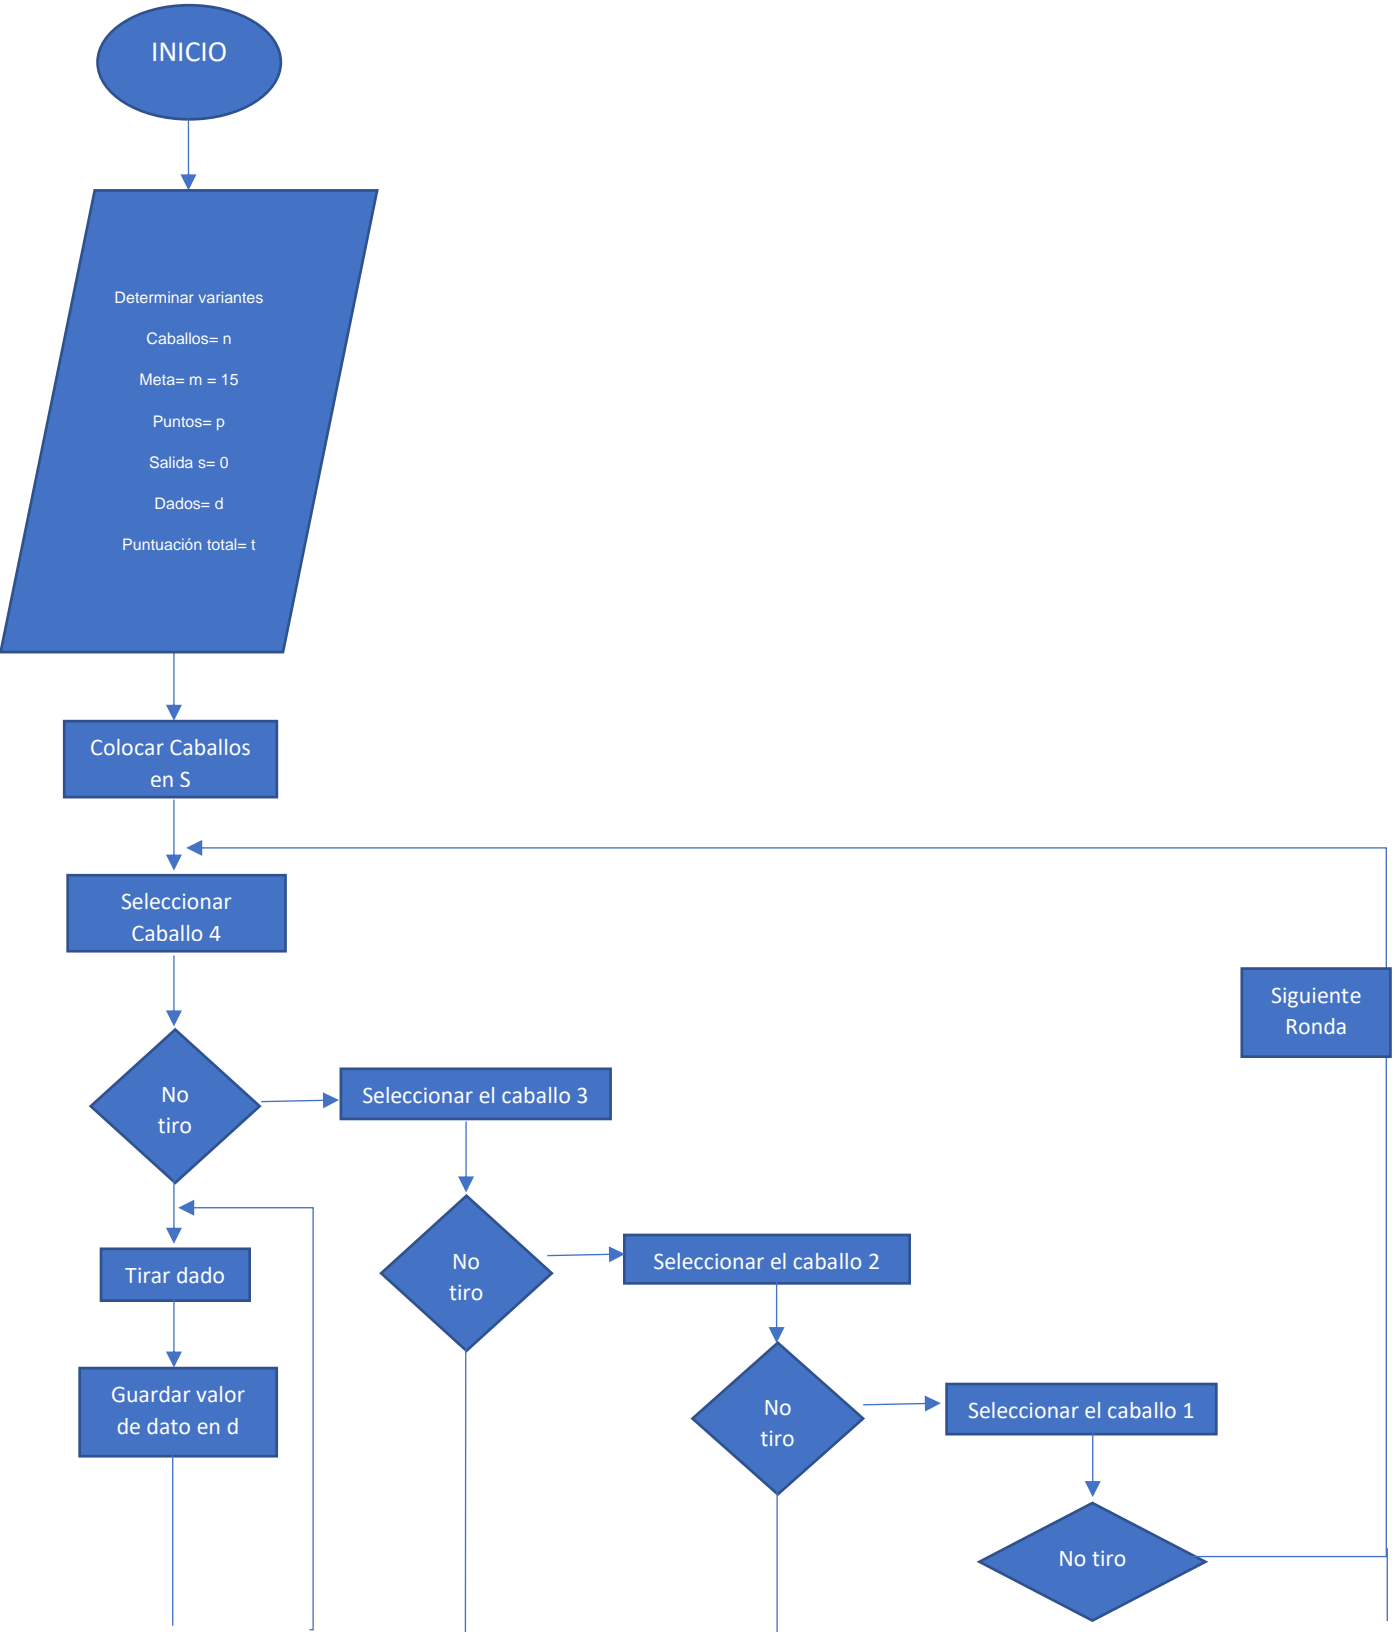 INICIO
Determinar variantes
Caballos= n
Meta= m = 15
Puntos= p
Salida s= 0
Dados= d
Puntuación total= t
Colocar Caballos
en S
Seleccionar
Caballo 4
Siguiente
Ronda
No
tiro
Seleccionar el caballo 3
Tirar dado
No
tiro
Seleccionar el caballo 2
Guardar valor
de dato en d
No
tiro
Seleccionar el caballo 1
No tiro